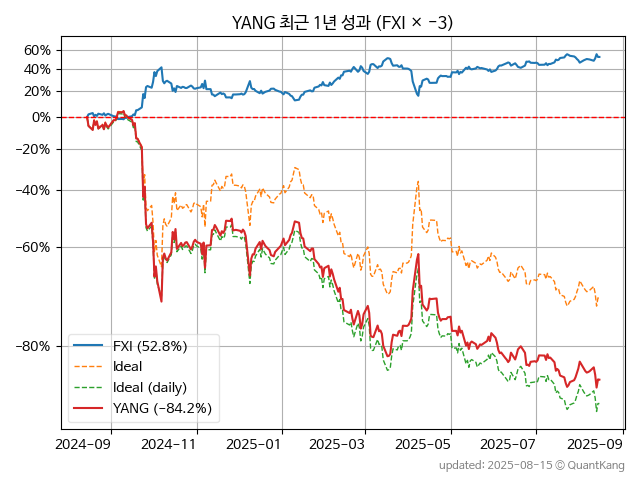 YANG 최근 1년 성과 (FXI × −3)
60%
40%
20%
0%
−20%
−40%
−60%
−80%
FXI (52.8%)
Ideal
Ideal (daily)
YANG (−84.2%)
2024−09
2024−11
2025−01
2025−03
2025−05
2025−07
2025−09
updated: 2025−08−15 ⓒ QuantKang